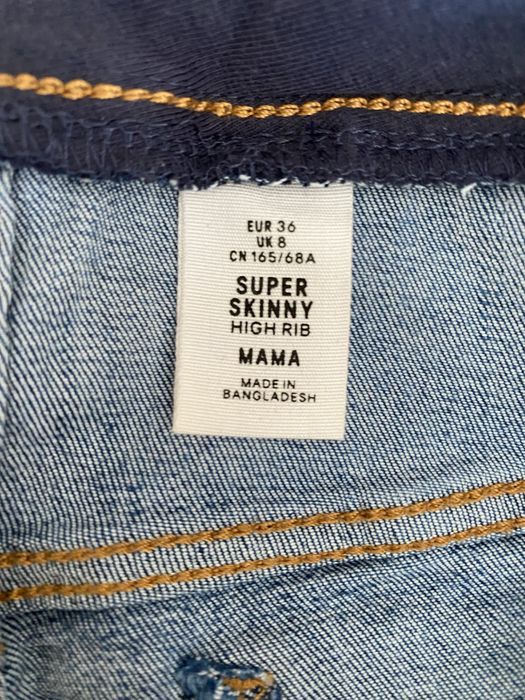 EUR 36
UK 8
CN 165/68A
SUPER
SKINNY
HIGH RIB
MAMA
MADE IN
BANGLADESH